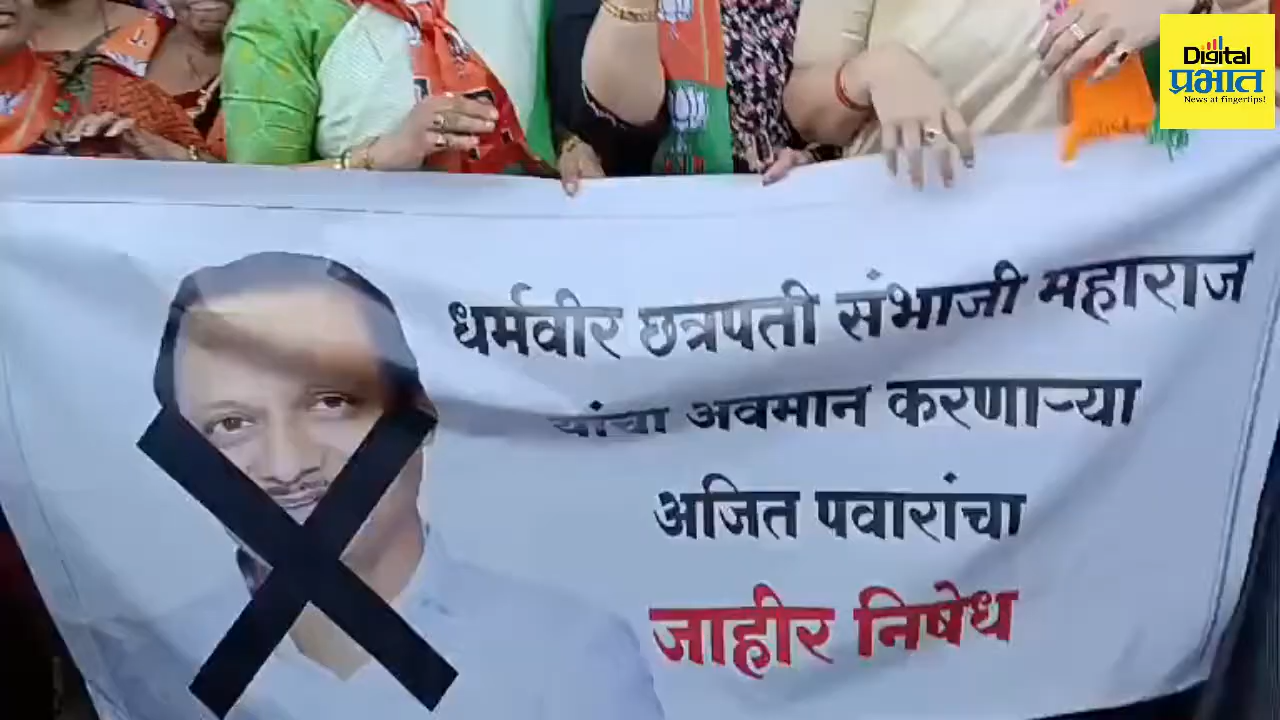 Digital
प्रभात
News at fingertips!
धर्मवीर छत्रपती संभाजी महाराज
यांचा अवमान करणाऱ्या
अजित पवारांचा
जाहीर निषेध